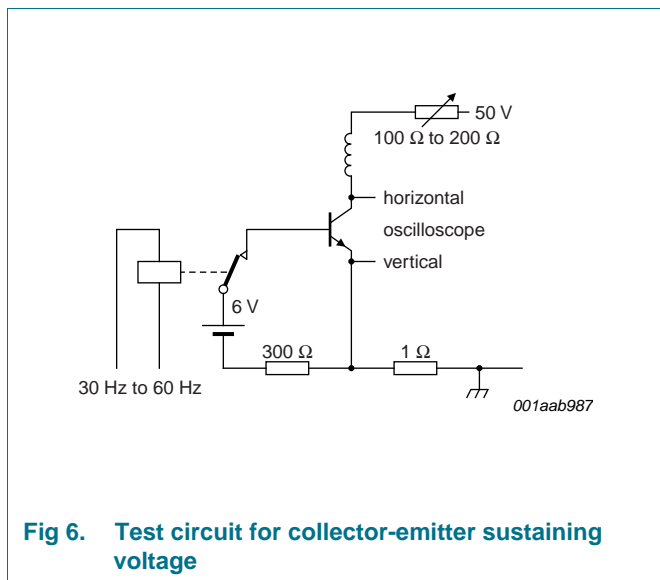 50 V
100 Ω to 200 Ω
horizontal
oscilloscope
vertical
6 V
300 Ω
1 Ω
30 Hz to 60 Hz
001aab987
Fig 6. Test circuit for collector-emitter sustaining
voltage